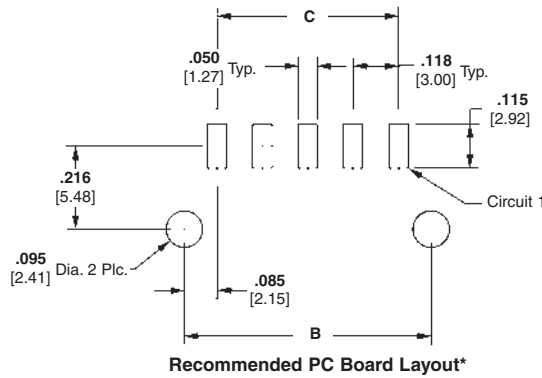 C
.050
[1.27] Typ.
.118
[3.00] Typ.
.115
[2.92]
.216
[5.48]
Circuit 1
.095
[2.41] Dia. 2 Plc.
.085
[2.15]
B
Recommended PC Board Layout*